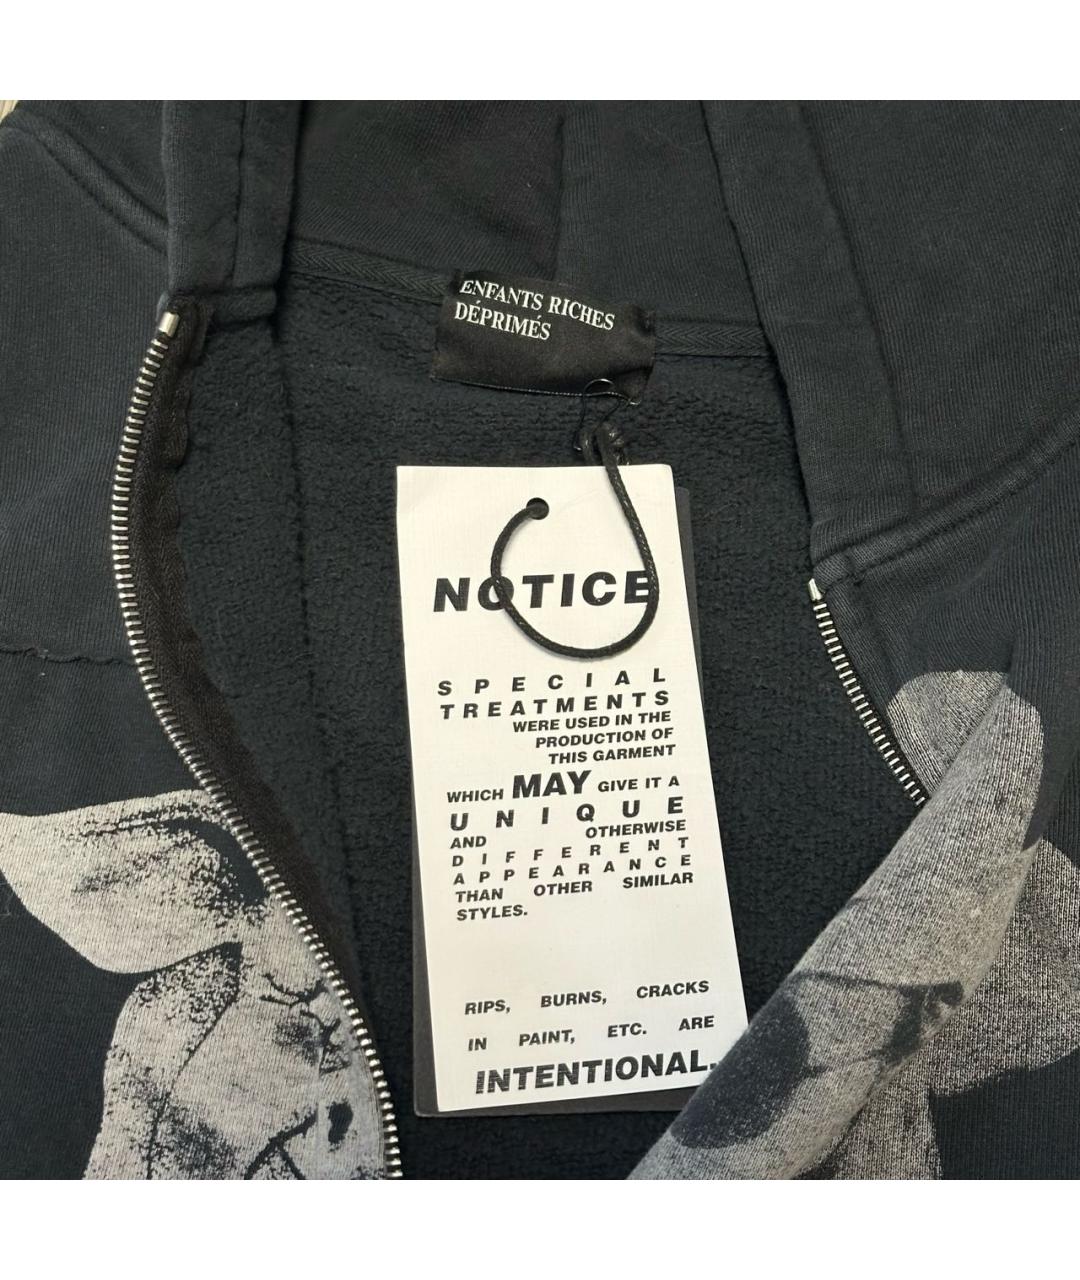 ENFANTS RICHES
DÉPRIMÉS
NOTICE
SPECIAL
TREATMENTS
WERE USED IN THE
PRODUCTION OF
THIS GARMENT
WHICH MAY GIVE IT A
UNIQUE
AND OTHERWISE
DIFFERENT
APPEARANCE
THAN OTHER SIMILAR
STYLES.
RIPS, BURNS, CRACKS
IN PAINT, ETC. ARE
INTENTIONAL.